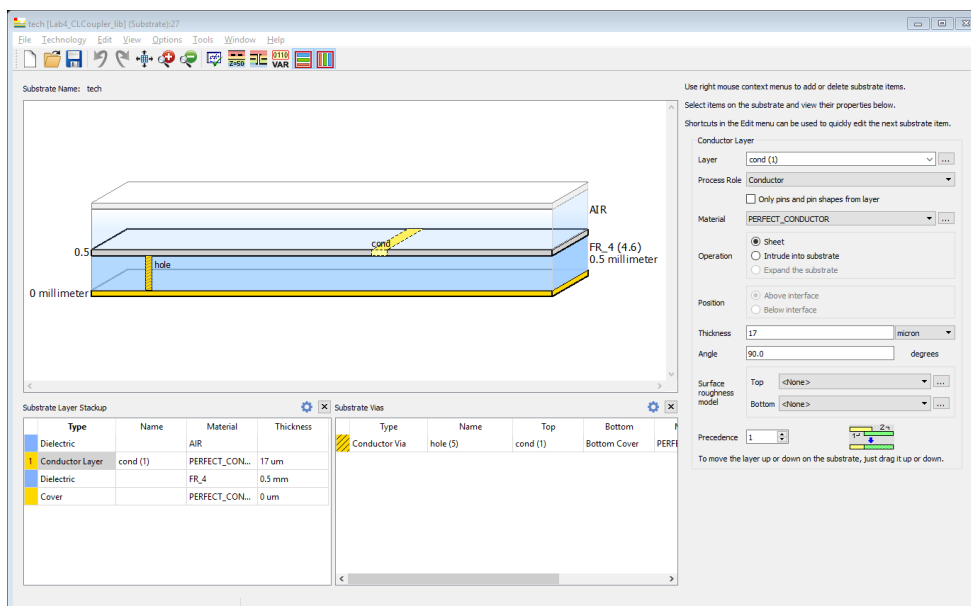 tech [Lab4_CLCoupler_lib] (Substrate):27
File Technology Edit View Options Tools Window Help
Z=50
0110
VAR
Substrate Name: tech
AIR
cond
FR_4 (4.6)
0.5 millimeter
0.5
hole
0 millimeter
Substrate Layer Stackup
Type Name Material Thickness
Dielectric AIR
1 Conductor Layer cond (1) PERFECT_CON... 17 um
Dielectric FR_4 0.5 mm
Cover PERFECT_CON... 0 um
Substrate Vias
Type Name Top Bottom
Conductor Via hole (5) cond (1) Bottom Cover
Use right mouse context menus to add or delete substrate items.
Select items on the substrate and view their properties below.
Shortcuts in the Edit menu can be used to quickly edit the next substrate item.
Conductor Layer
Layer cond (1) ...
Process Role Conductor
Only pins and pin shapes from layer
Material PERFECT_CONDUCTOR ...
Operation
Sheet
Intrude into substrate
Expand the substrate
Position
Above interface
Below interface
Thickness 17 micron
Angle 90.0 degrees
Surface roughness model
Top <None> ...
Bottom <None> ...
Precedence 1
1 2
To move the layer up or down on the substrate, just drag it up or down.